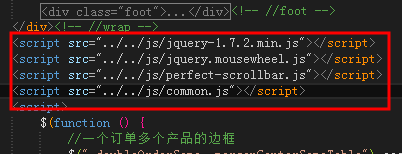 <div class="foot">...</div><!-- //foot -->
</div><!-- //wrap -->
<script src="../../js/jquery-1.7.2.min.js"></script>
<script src="../../js/jquery.mousewheel.js"></script>
<script src="../../js/perfect-scrollbar.js"></script>
<script src="../../js/common.js"></script>
<script>
$(function () {
//一个订单多个产品的边框